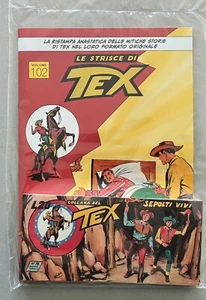 LA RISTAMPA ANASTATICA DELLE MITICHE STORIE
DI TEX NEL LORO FORMATO ORIGINALE
VOLUME
102
LE STRISCE DI
TEX
L.20
COLLANA DEL
TEX
SEPOLTI VIVI